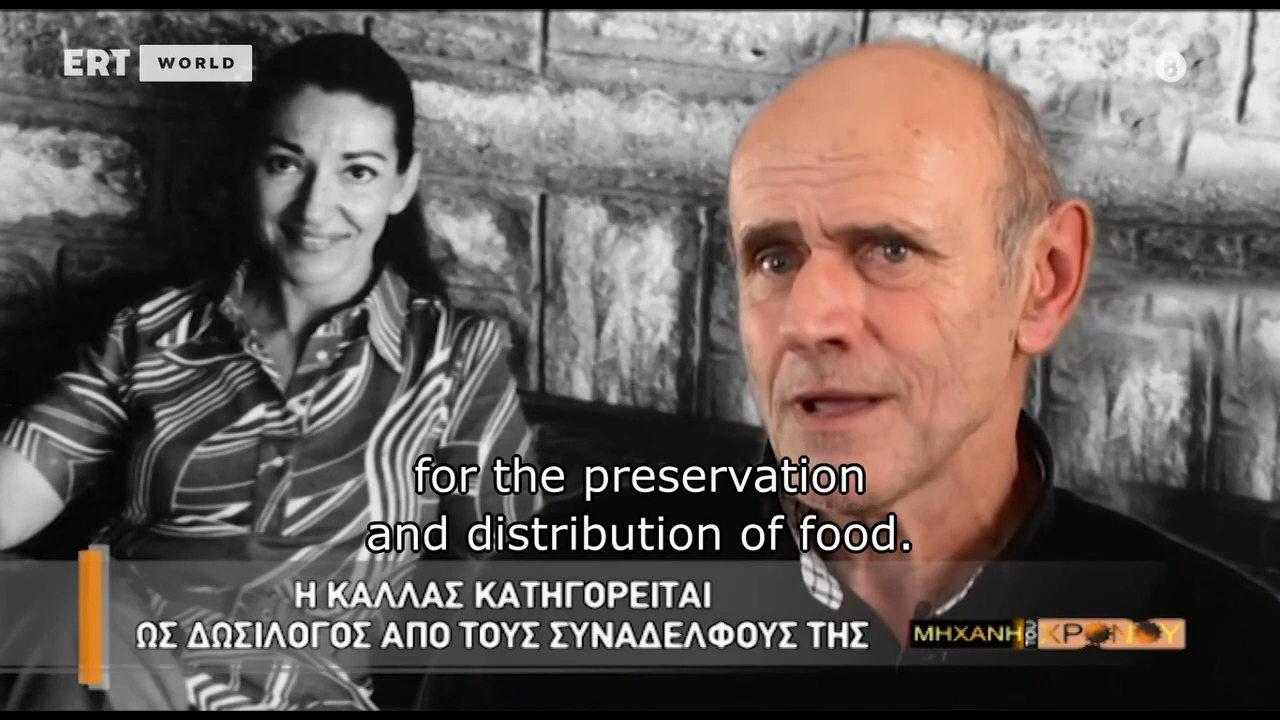 ERT WORLD
8
for the preservation
and distribution of food.
Η ΚΑΛΛΑΣ ΚΑΤΗΓΟΡΕΙΤΑΙ
ΩΣ ΔΩΣΙΛΟΓΟΣ ΑΠΟ ΤΟΥΣ ΣΥΝΑΔΕΛΦΟΥΣ ΤΗΣ
ΜΗΧΑΝΗ ΤΟΥ ΧΡΟΝΟΥ